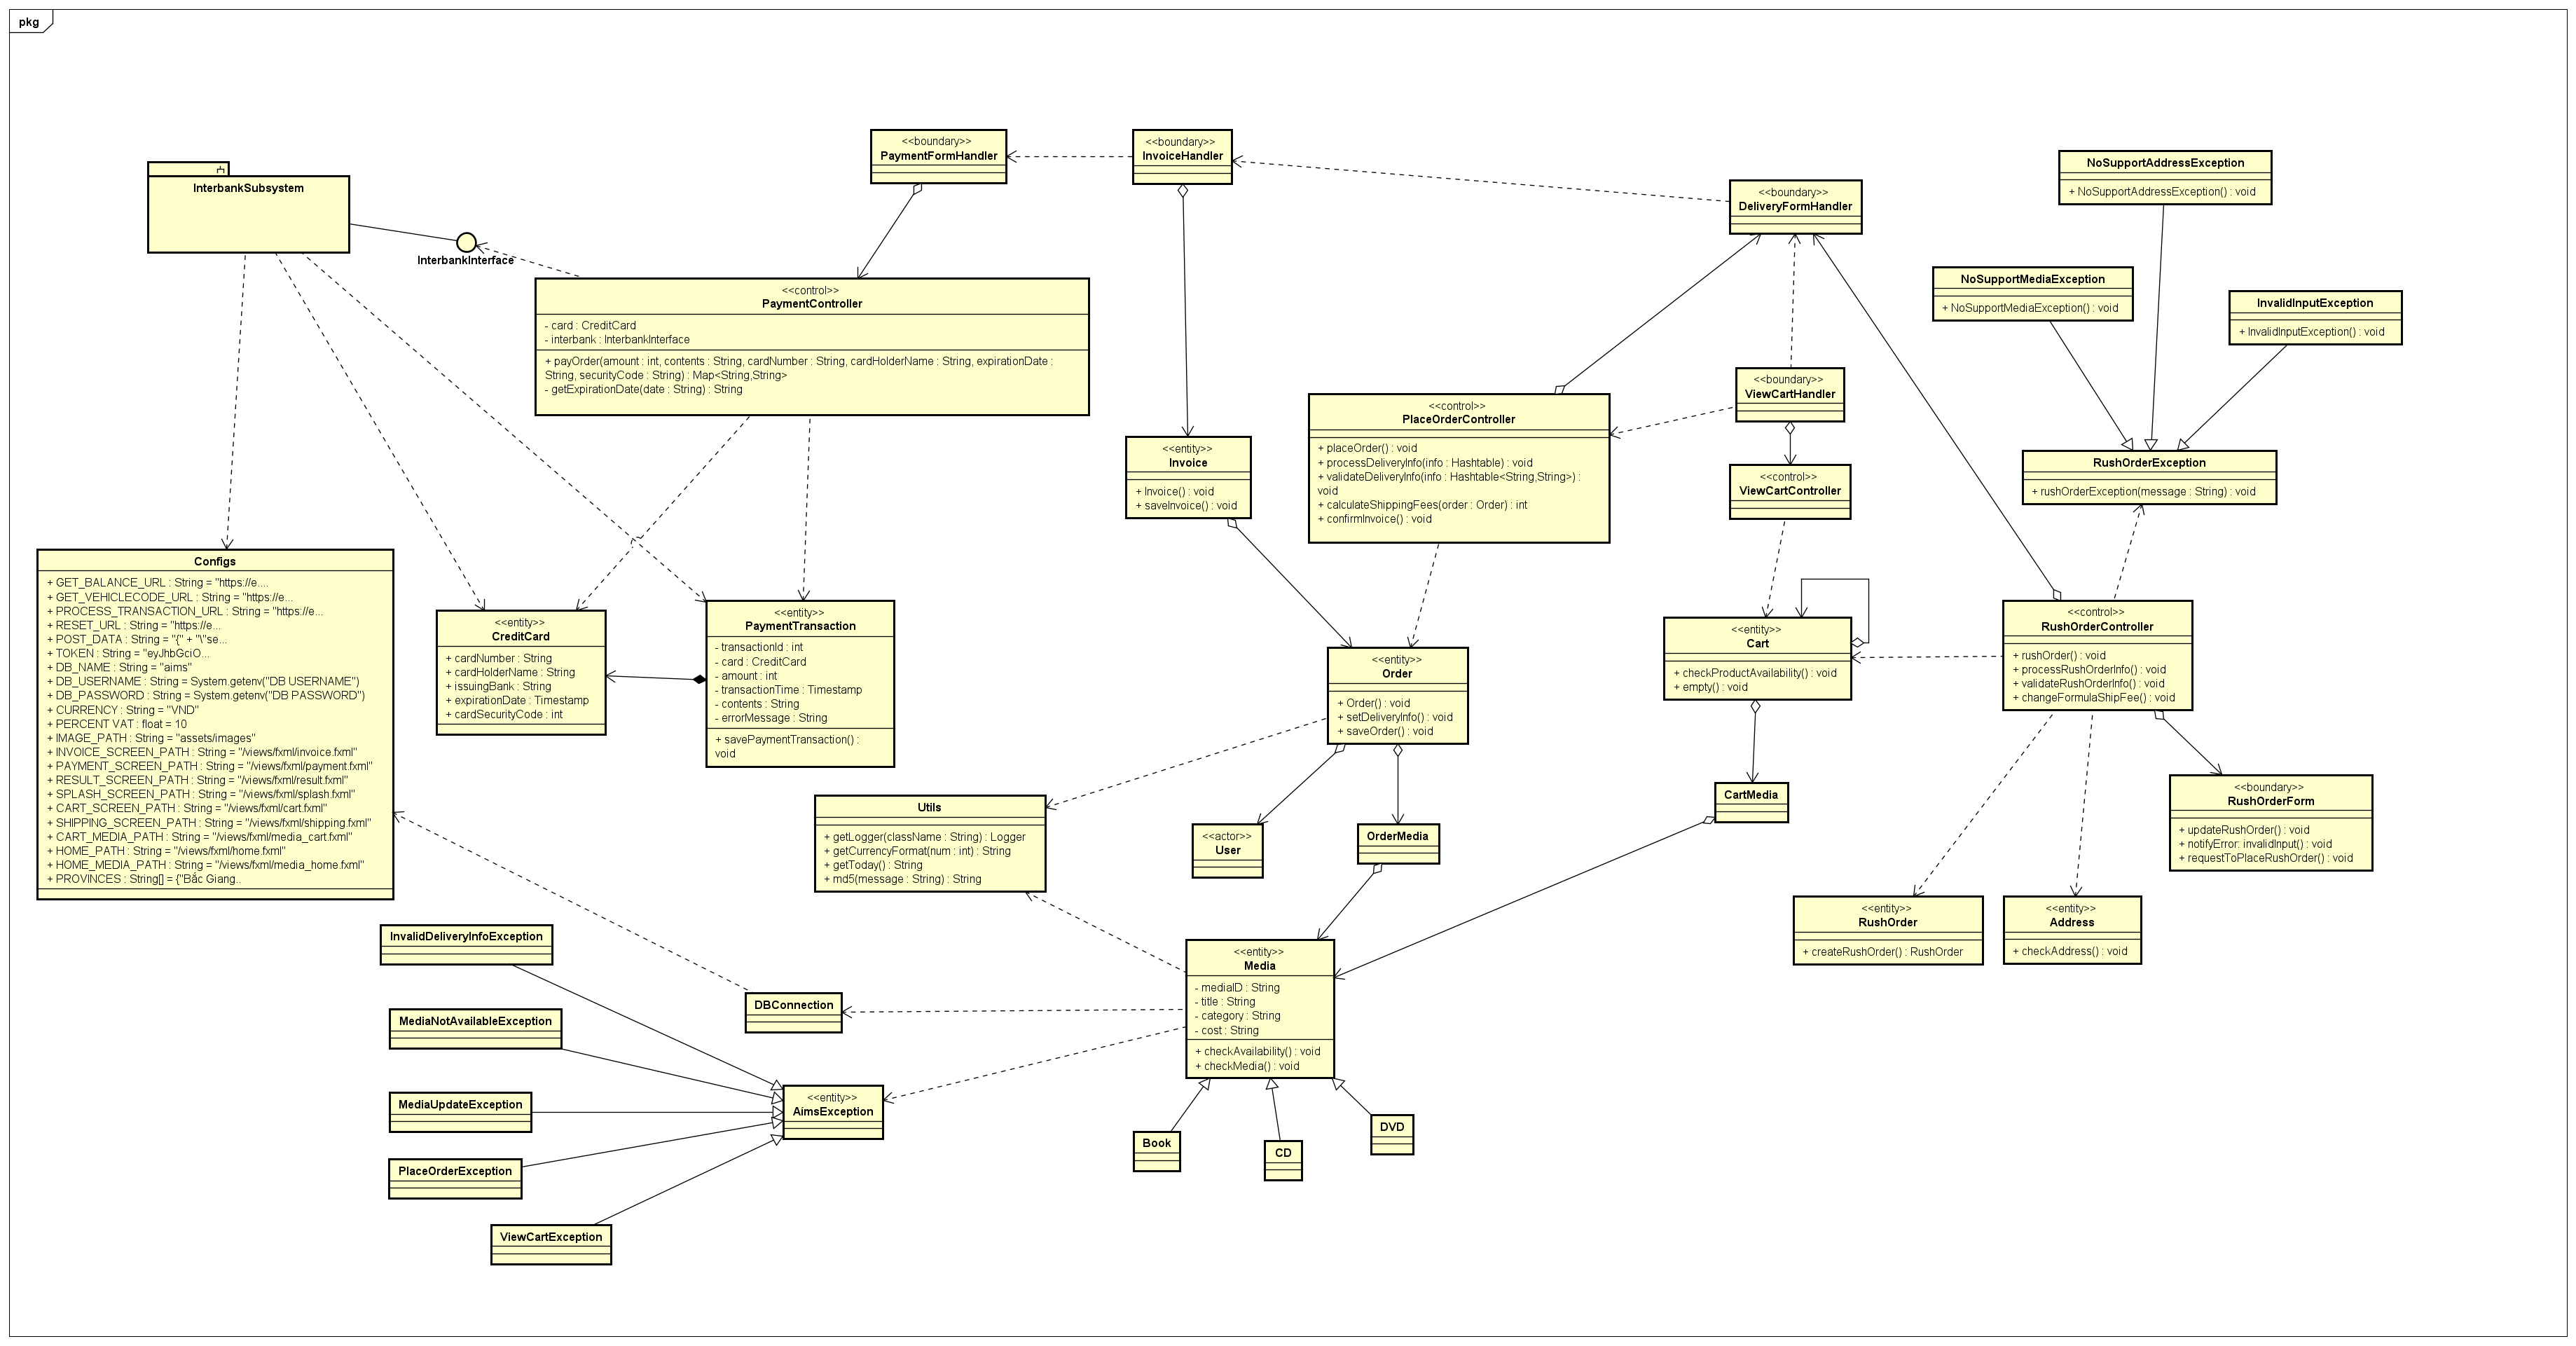 pkg
<<boundary>>
PaymentFormHandler
<<boundary>>
InvoiceHandler
<<boundary>>
DeliveryFormHandler
NoSupportAddressException
+ NoSupportAddressException() : void
InterbankSubsystem
InterbankInterface
NoSupportMediaException
+ NoSupportMediaException() : void
InvalidInputException
+ InvalidInputException() : void
<<control>>
PaymentController
- card : CreditCard
- interbank : InterbankInterface
+ payOrder(amount : int, contents : String, cardNumber : String, cardHolderName : String, expirationDate :
String, securityCode : String) : Map<String,String>
- getExpirationDate(date : String) : String
<<control>>
PlaceOrderController
+ placeOrder() : void
+ processDeliveryInfo(info : Hashtable) : void
+ validateDeliveryInfo(info : Hashtable<String,String>) :
void
+ calculateShippingFees(order : Order) : int
+ confirmInvoice() : void
<<boundary>>
ViewCartHandler
<<entity>>
Invoice
+ Invoice() : void
+ saveInvoice() : void
<<control>>
ViewCartController
RushOrderException
+ rushOrderException(message : String) : void
Configs
+ GET_BALANCE_URL : String = "https://e....
+ GET_VEHICLECODE_URL : String = "https://e...
+ PROCESS_TRANSACTION_URL : String = "https://e...
+ RESET_URL : String = "https://e...
+ POST_DATA : String = "{" + "\"se...
+ TOKEN : String = "eyJhbGciO...
+ DB_NAME : String = "aims"
+ DB_USERNAME : String = System.getenv("DB USERNAME")
+ DB_PASSWORD : String = System.getenv("DB PASSWORD")
+ CURRENCY : String = "VND"
+ PERCENT VAT : float = 10
+ IMAGE_PATH : String = "assets/images"
+ INVOICE_SCREEN_PATH : String = "/views/fxml/invoice.fxml"
+ PAYMENT_SCREEN_PATH : String = "/views/fxml/payment.fxml"
+ RESULT_SCREEN_PATH : String = "/views/fxml/result.fxml"
+ SPLASH_SCREEN_PATH : String = "/views/fxml/splash.fxml"
+ CART_SCREEN_PATH : String = "/views/fxml/cart.fxml"
+ SHIPPING_SCREEN_PATH : String = "/views/fxml/shipping.fxml"
+ CART_MEDIA_PATH : String = "/views/fxml/media_cart.fxml"
+ HOME_PATH : String = "/views/fxml/home.fxml"
+ HOME_MEDIA_PATH : String = "/views/fxml/media_home.fxml"
+ PROVINCES : String[] = {"Bắc Giang..
<<entity>>
CreditCard
+ cardNumber : String
+ cardHolderName : String
+ issuingBank : String
+ expirationDate : Timestamp
+ cardSecurityCode : int
<<entity>>
PaymentTransaction
- transactionId : int
- card : CreditCard
- amount : int
- transactionTime : Timestamp
- contents : String
- errorMessage : String
+ savePaymentTransaction() :
void
<<entity>>
Order
+ Order() : void
+ setDeliveryInfo() : void
+ saveOrder() : void
<<entity>>
Cart
+ checkProductAvailability() : void
+ empty() : void
<<control>>
RushOrderController
+ rushOrder() : void
+ processRushOrderInfo() : void
+ validateRushOrderInfo() : void
+ changeFormulaShipFee() : void
Utils
+ getLogger(className : String) : Logger
+ getCurrencyFormat(num : int) : String
+ getToday() : String
+ md5(message : String) : String
<<actor>>
User
OrderMedia
CartMedia
<<boundary>>
RushOrderForm
+ updateRushOrder() : void
+ notifyError: invalidInput() : void
+ requestToPlaceRushOrder() : void
<<entity>>
RushOrder
+ createRushOrder() : RushOrder
<<entity>>
Address
+ checkAddress() : void
InvalidDeliveryInfoException
<<entity>>
Media
- mediaID : String
- title : String
- category : String
- cost : String
+ checkAvailability() : void
+ checkMedia() : void
DBConnection
MediaNotAvailableException
MediaUpdateException
<<entity>>
AimsException
PlaceOrderException
ViewCartException
Book
CD
DVD